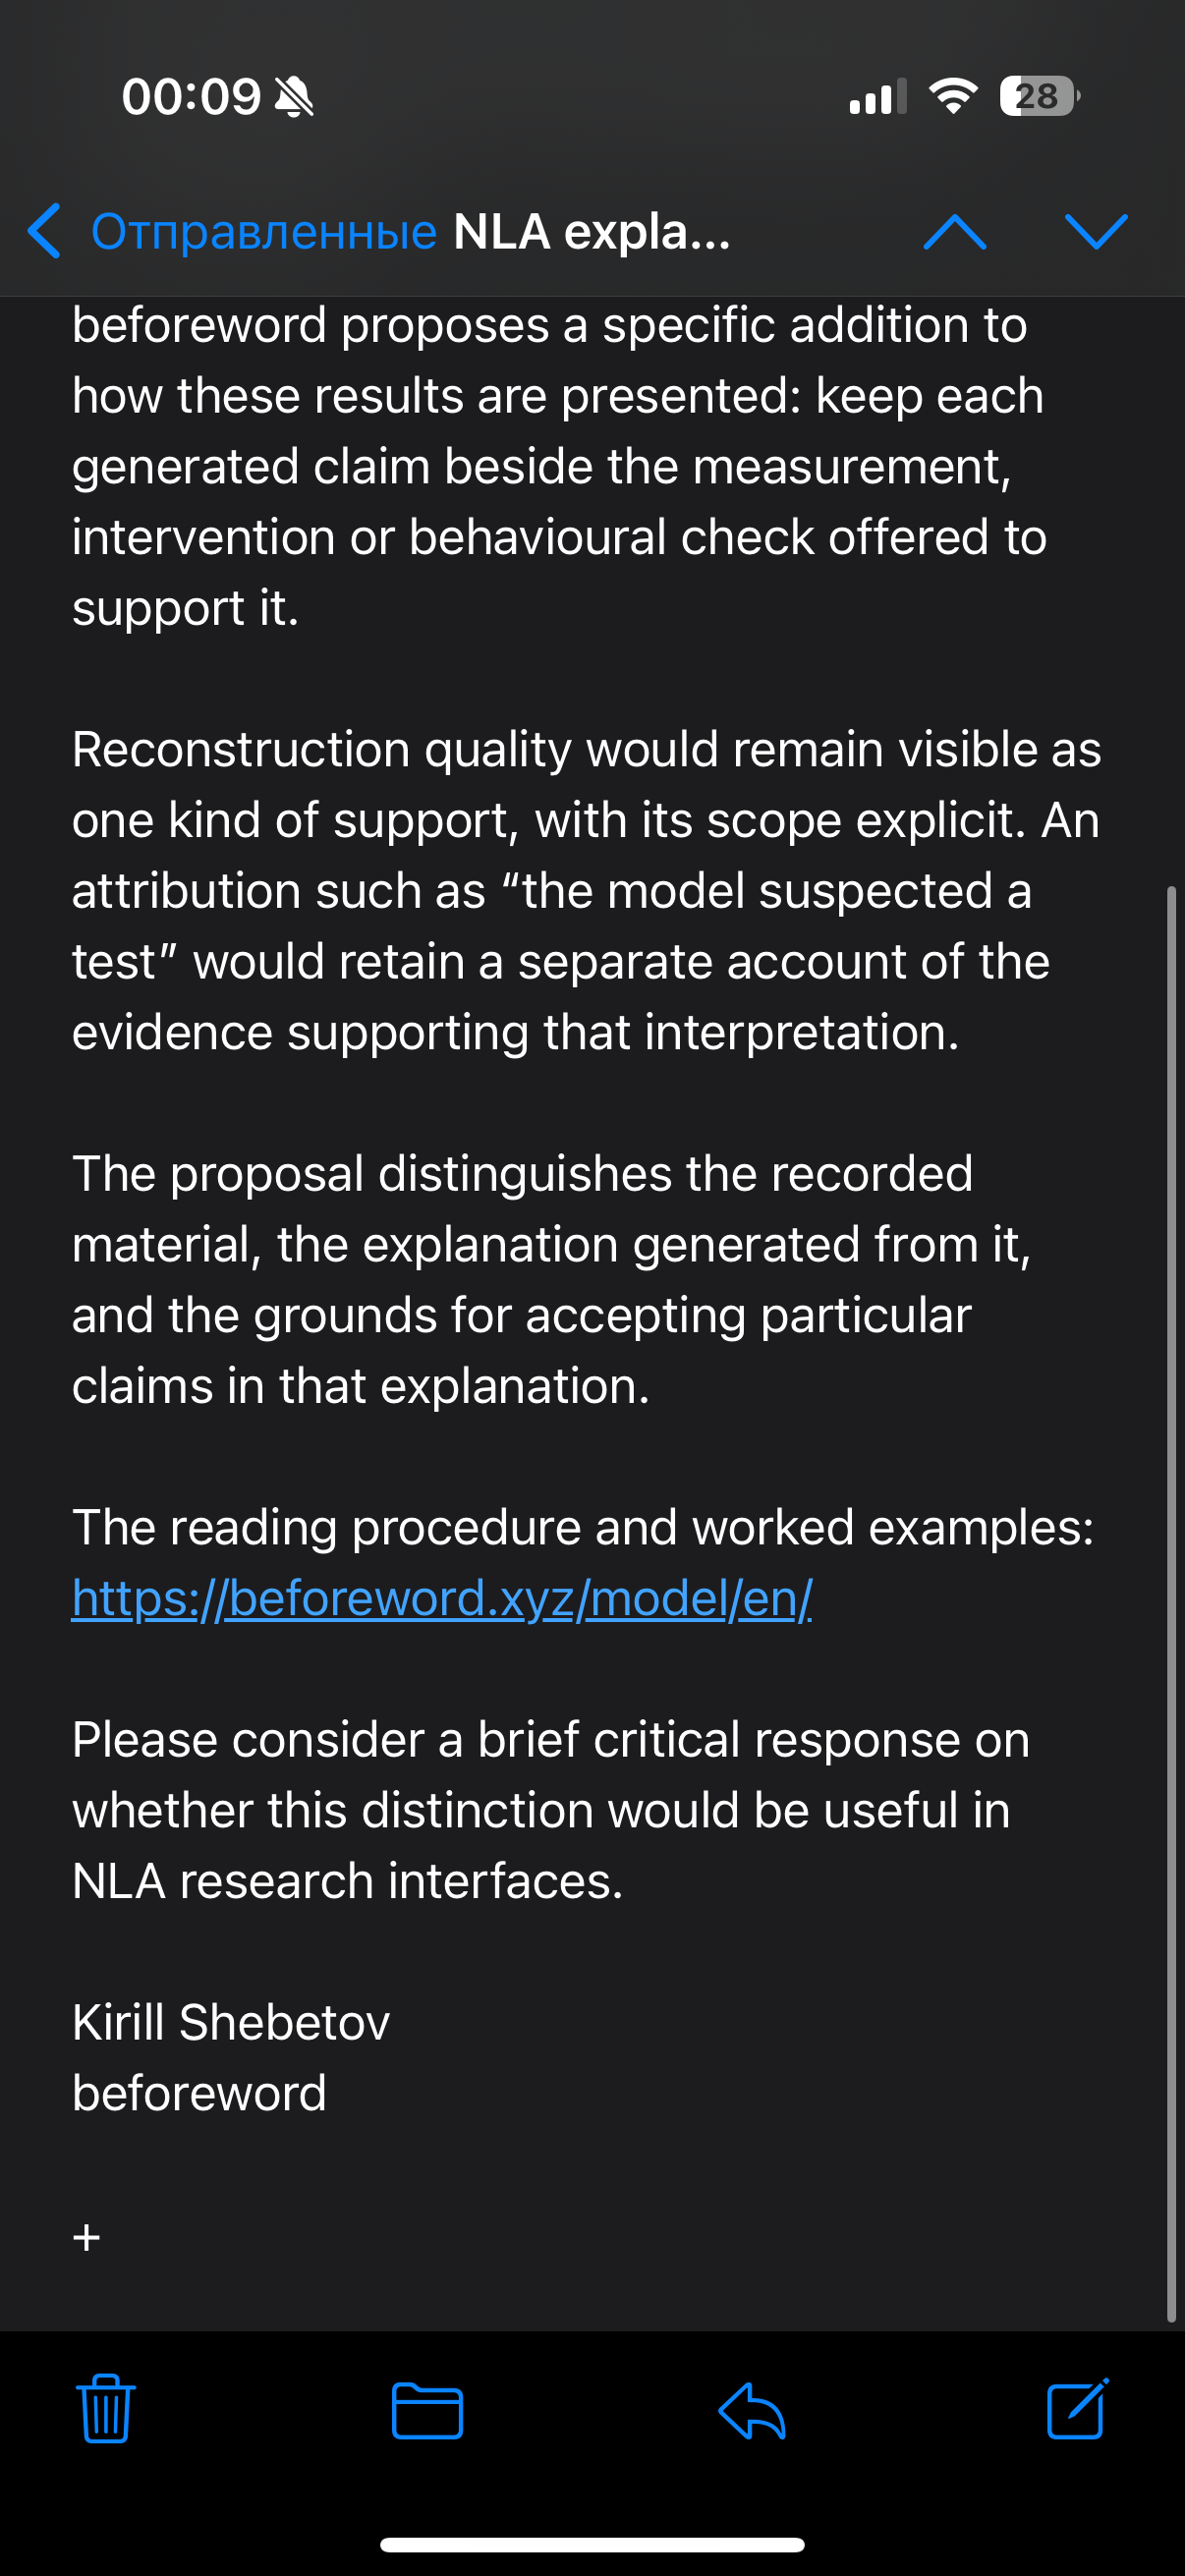 00:09
28
Отправленные NLA expla...
beforeword proposes a specific addition to
how these results are presented: keep each
generated claim beside the measurement,
intervention or behavioural check offered to
support it.
Reconstruction quality would remain visible as
one kind of support, with its scope explicit. An
attribution such as “the model suspected a
test” would retain a separate account of the
evidence supporting that interpretation.
The proposal distinguishes the recorded
material, the explanation generated from it,
and the grounds for accepting particular
claims in that explanation.
The reading procedure and worked examples:
https://beforeword.xyz/model/en/
Please consider a brief critical response on
whether this distinction would be useful in
NLA research interfaces.
Kirill Shebetov
beforeword
+